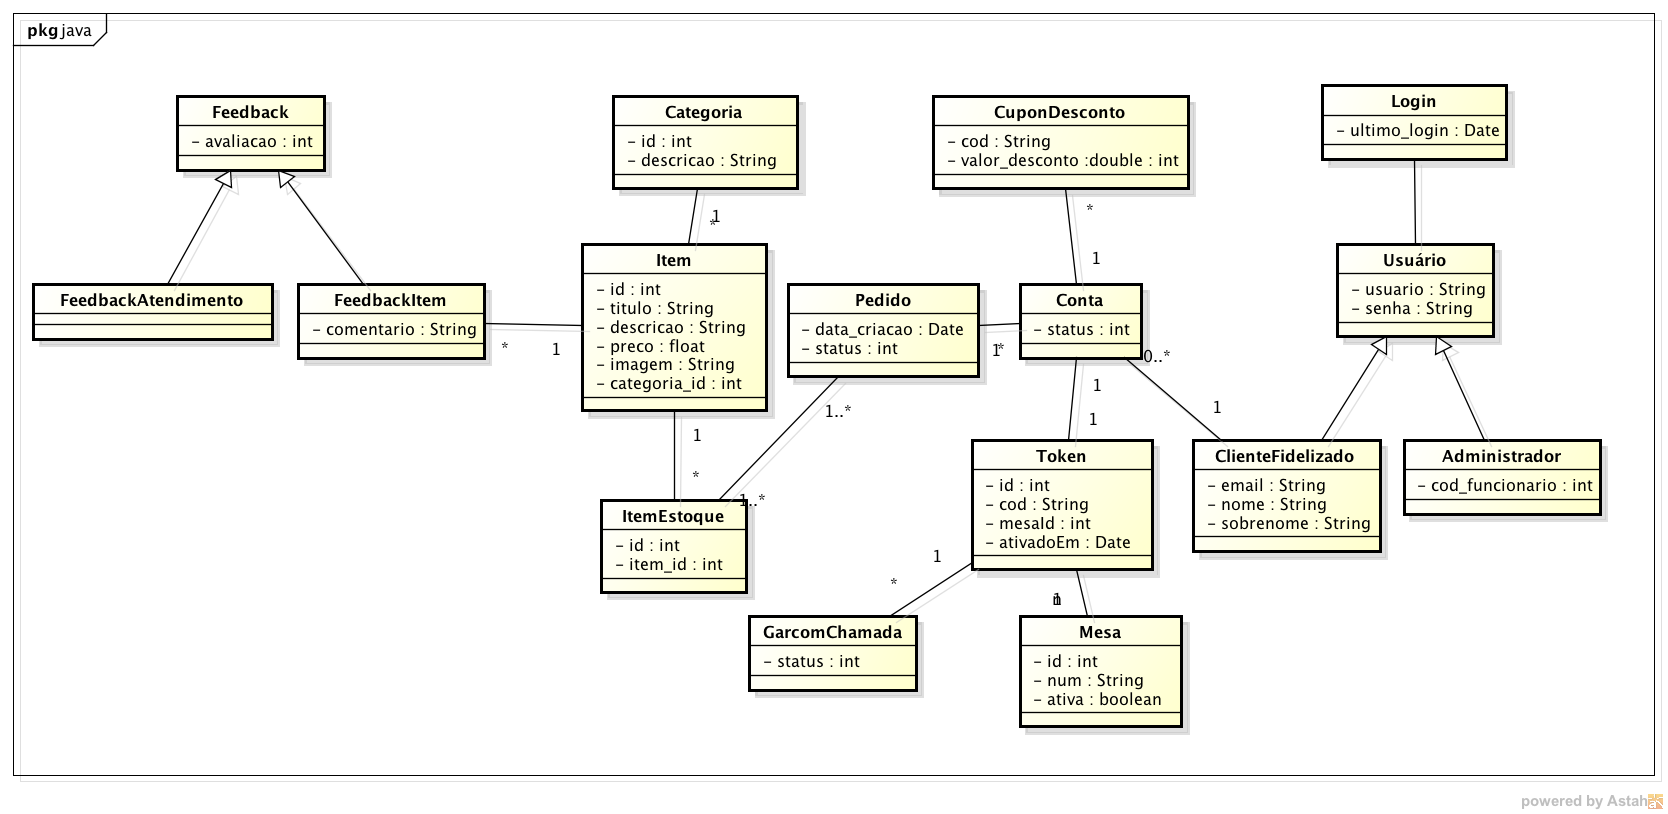 pkg java
Feedback
- avaliacao : int
Categoria
- id : int
- descricao : String
CuponDesconto
- cod : String
- valor_desconto :double : int
Login
- ultimo_login : Date
1
*
*
1
FeedbackAtendimento
FeedbackItem
- comentario : String
*
1
Item
- id : int
- titulo : String
- descricao : String
- preco : float
- imagem : String
- categoria_id : int
Pedido
- data_criacao : Date
- status : int
1
*
Conta
- status : int
0..*
1
Usuário
- usuario : String
- senha : String
1
*
1..*
1..*
1
1
ItemEstoque
- id : int
- item_id : int
Token
- id : int
- cod : String
- mesaId : int
- ativadoEm : Date
ClienteFidelizado
- email : String
- nome : String
- sobrenome : String
Administrador
- cod_funcionario : int
1
*
n
1
GarcomChamada
- status : int
Mesa
- id : int
- num : String
- ativa : boolean
powered by Astah